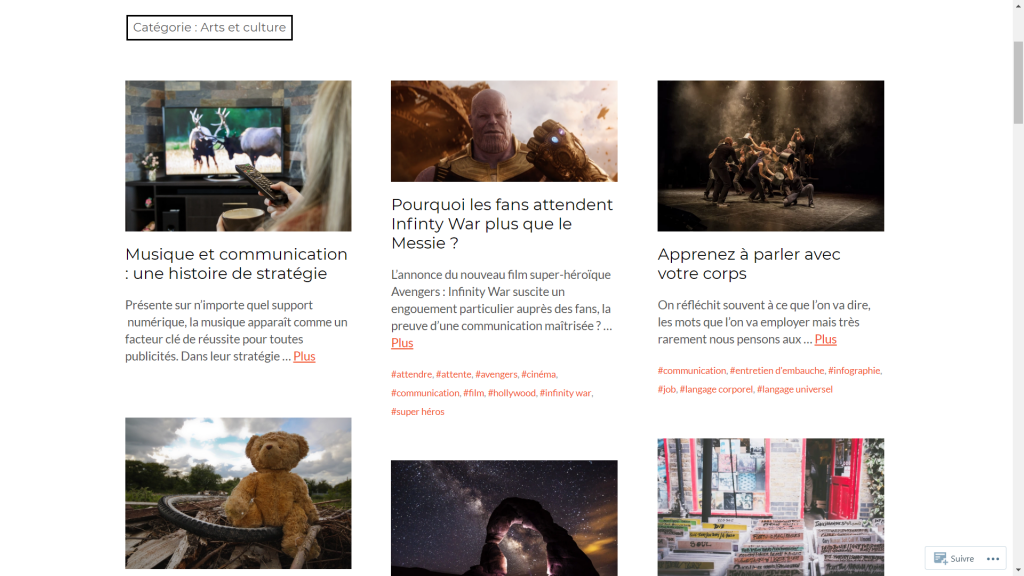 Catégorie : Arts et culture
Musique et communication
: une histoire de stratégie
Présente sur n’importe quel support
numérique, la musique apparaît comme un
facteur clé de réussite pour toutes
publicités. Dans leur stratégie … Plus
Pourquoi les fans attendent
Infinty War plus que le
Messie ?
L’annonce du nouveau film super-héroïque
Avengers : Infinity War suscite un
engouement particulier auprès des fans, la
preuve d’une communication maîtrisée ? …
Plus
#attendre, #attente, #avengers, #cinéma,
#communication, #film, #hollywood, #infinity war,
#super héros
Apprenez à parler avec
votre corps
On réfléchit souvent à ce que l’on va dire,
les mots que l’on va employer mais très
rarement nous pensons aux … Plus
#communication, #entretien d'embauche, #infographie,
#job, #langage corporel, #langage universel
Suivre